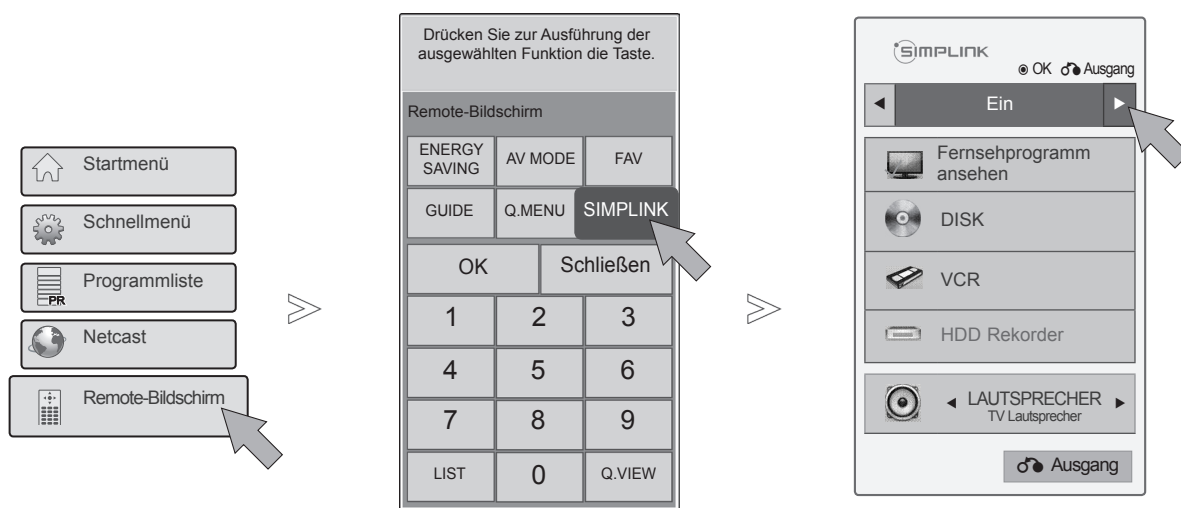 Startmenü
Schnellmenü
PR
Programmliste
Netcast
Remote-Bildschirm
Drücken Sie zur Ausführung der
ausgewählten Funktion die Taste.
Remote-Bildschirm
ENERGY
SAVING
AV MODE
FAV
GUIDE
Q.MENU
SIMPLINK
OK
Schließen
1
2
3
4
5
6
7
8
9
LIST
0
Q.VIEW
SIMPLINK
OK Ausgang
Ein
Fernsehprogramm
ansehen
DISK
VCR
HDD Rekorder
LAUTSPRECHER
TV Lautsprecher
Ausgang